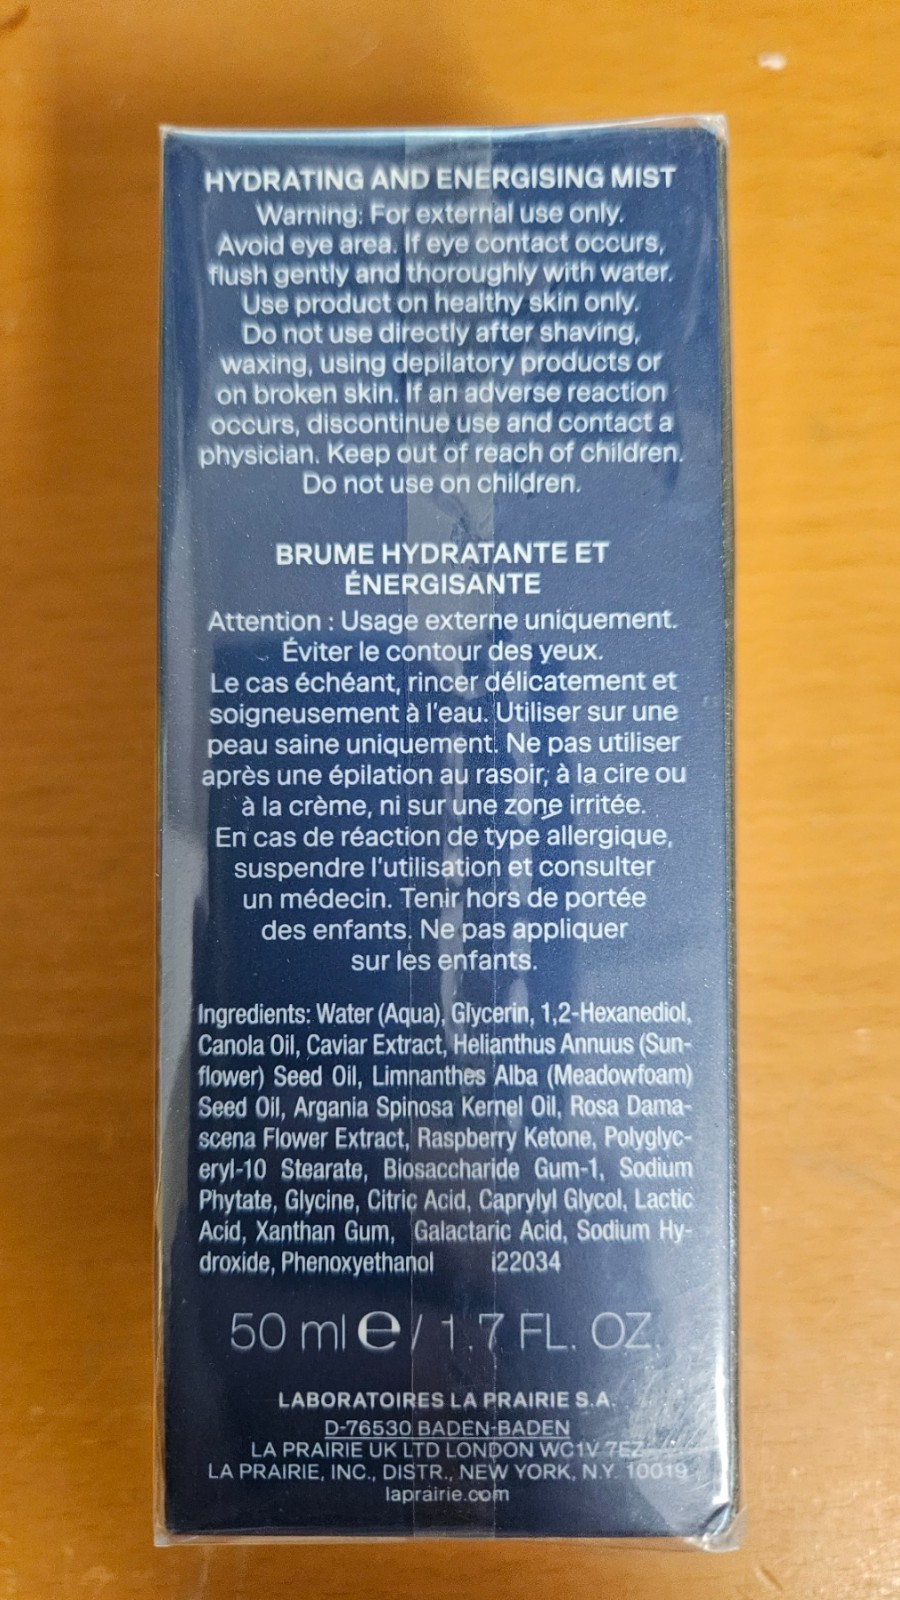 HYDRATING AND ENERGISING MIST
Warning: For external use only.
Avoid eye area. If eye contact occurs,
flush gently and thoroughly with water.
Use product on healthy skin only.
Do not use directly after shaving,
waxing, using depilatory products or
on broken skin. If an adverse reaction
occurs, discontinue use and contact a
physician. Keep out of reach of children.
Do not use on children.
BRUME HYDRATANTE ET
ÉNERGISANTE
Attention : Usage externe uniquement.
Éviter le contour des yeux.
Le cas échéant, rincer délicatement et
soigneusement à l'eau. Utiliser sur une
peau saine uniquement. Ne pas utiliser
après une épilation au rasoir, à la cire ou
à la crème, ni sur une zone irritée.
En cas de réaction de type allergique,
suspendre l'utilisation et consulter
un médecin. Tenir hors de portée
des enfants. Ne pas appliquer
sur les enfants.
Ingredients: Water (Aqua), Glycerin, 1,2-Hexanediol,
Canola Oil, Caviar Extract, Helianthus Annuus (Sun-
flower) Seed Oil, Limnanthes Alba (Meadowfoam)
Seed Oil, Argania Spinosa Kernel Oil, Rosa Dama-
scena Flower Extract, Raspberry Ketone, Polyglyc-
eryl-10 Stearate, Biosaccharide Gum-1, Sodium
Phytate, Glycine, Citric Acid, Caprylyl Glycol, Lactic
Acid, Xanthan Gum, Galactaric Acid, Sodium Hy-
droxide, Phenoxyethanol i22034
50 ml ℮ / 1.7 FL. OZ.
LABORATOIRES LA PRAIRIE S.A.
D-76530 BADEN-BADEN
LA PRAIRIE UK LTD LONDON WC1V 7EZ
LA PRAIRIE, INC., DISTR., NEW YORK, N.Y. 10019
laprairie.com